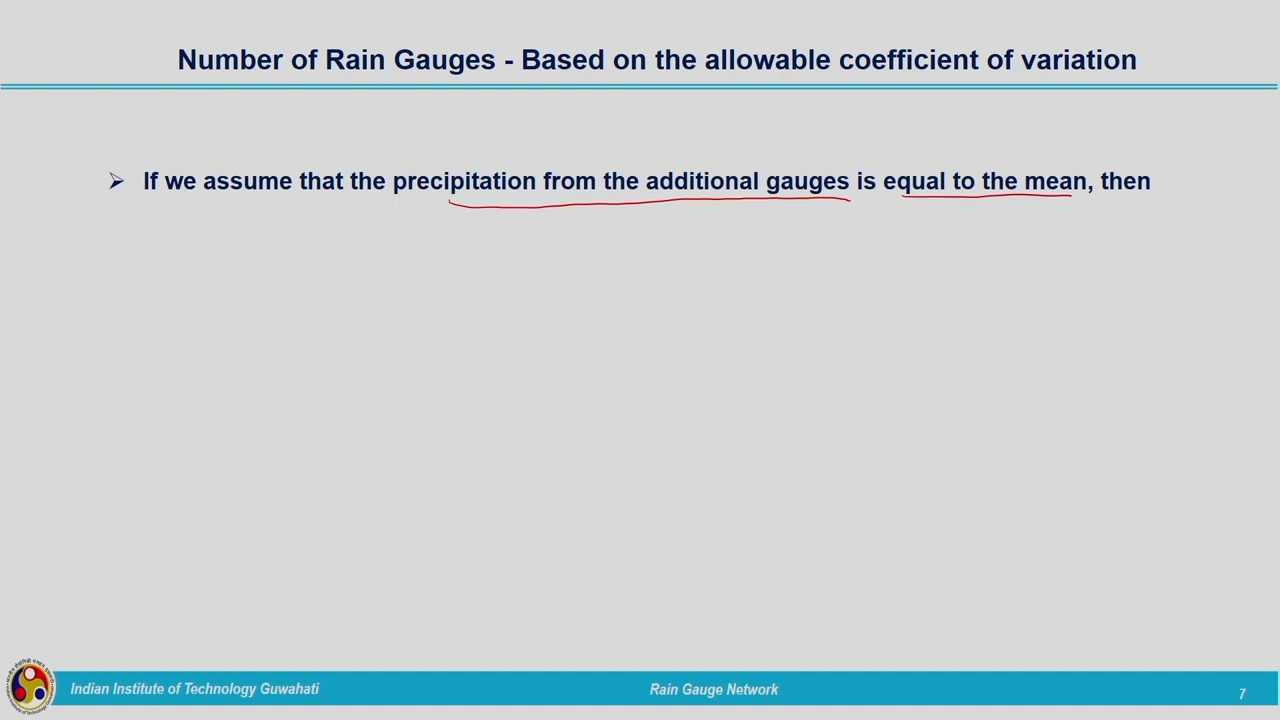 Number of Rain Gauges - Based on the allowable coefficient of variation
If we assume that the precipitation from the additional gauges is equal to the mean, then
Indian Institute of Technology Guwahati
Rain Gauge Network
7